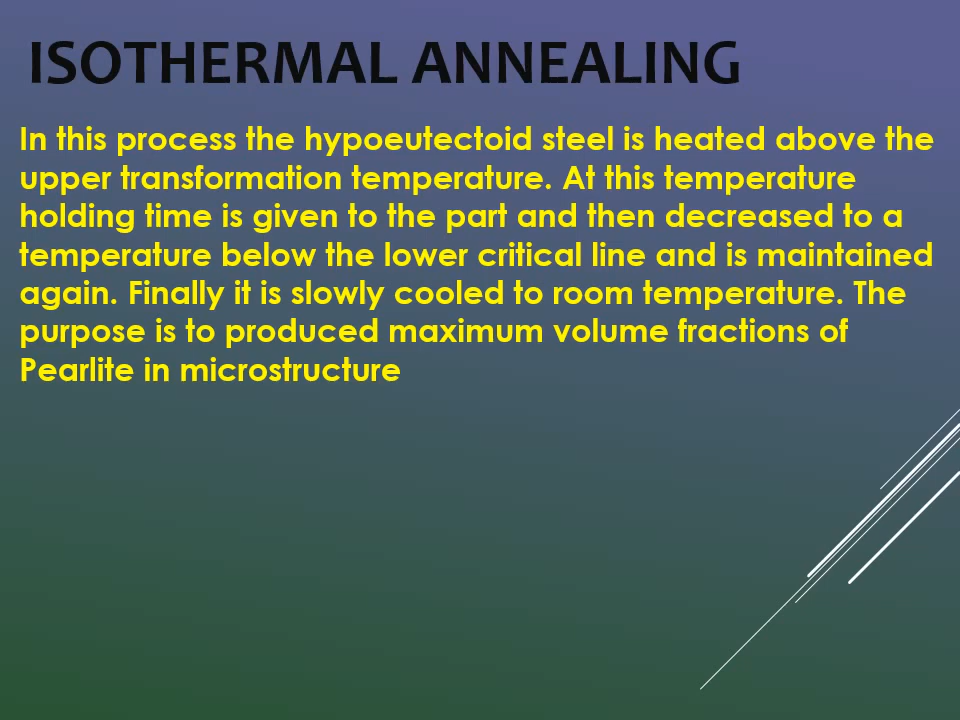 ISOTHERMAL ANNEALING
In this process the hypoeutectoid steel is heated above the
upper transformation temperature. At this temperature
holding time is given to the part and then decreased to a
temperature below the lower critical line and is maintained
again. Finally it is slowly cooled to room temperature. The
purpose is to produced maximum volume fractions of
Pearlite in microstructure